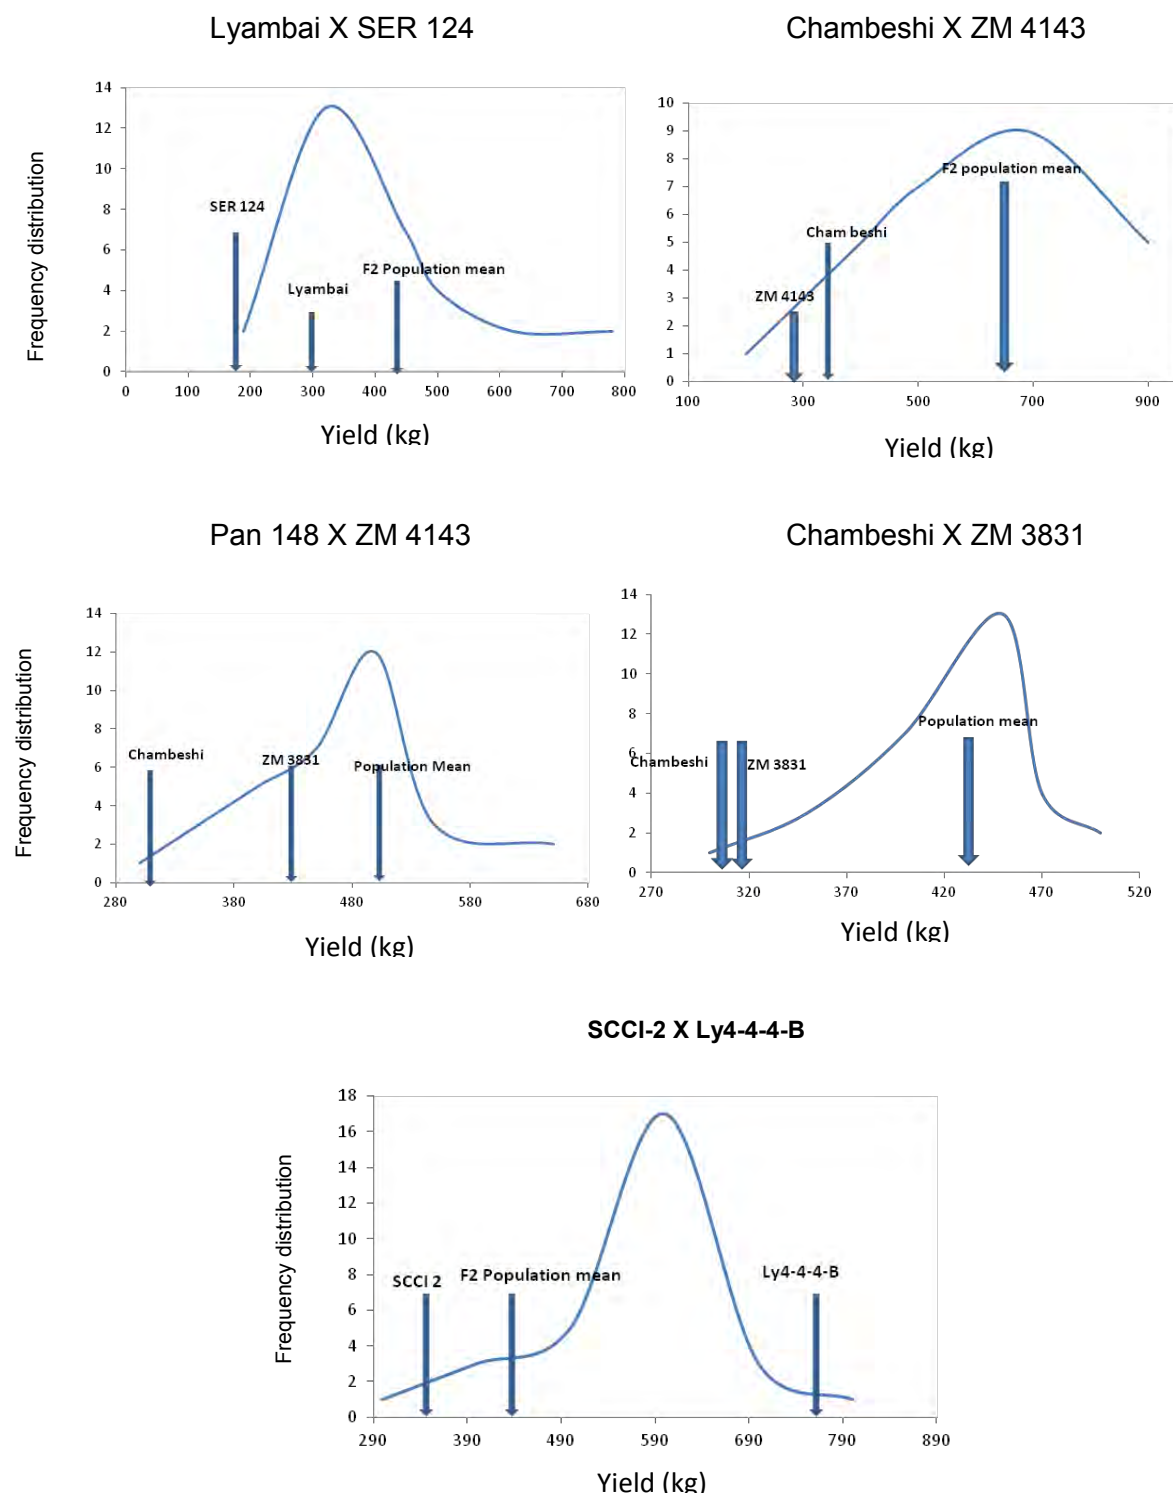 Lyambai X SER 124
Chambeshi X ZM 4143
Frequency distribution
14
12
10
8
6
4
2
0
SER 124
Lyambai
F2 Population mean
0 100 200 300 400 500 600 700 800
Yield (kg)
10
9
8
7
6
5
4
3
2
1
0
F2 population mean
Cham beshi
ZM 4143
100 300 500 700 900
Yield (kg)
Pan 148 X ZM 4143
Chambeshi X ZM 3831
Frequency distribution
14
12
10
8
6
4
2
0
Chambeshi
ZM 3831
Population Mean
280 380 480 580 680
Yield (kg)
14
12
10
8
6
4
2
0
Population mean
Chambeshi
ZM 3831
270 320 370 420 470 520
Yield (kg)
SCCI-2 X Ly4-4-4-B
Frequency distribution
18
16
14
12
10
8
6
4
2
0
SCCI 2
F2 Population mean
Ly4-4-4-B
290 390 490 590 690 790 890
Yield (kg)